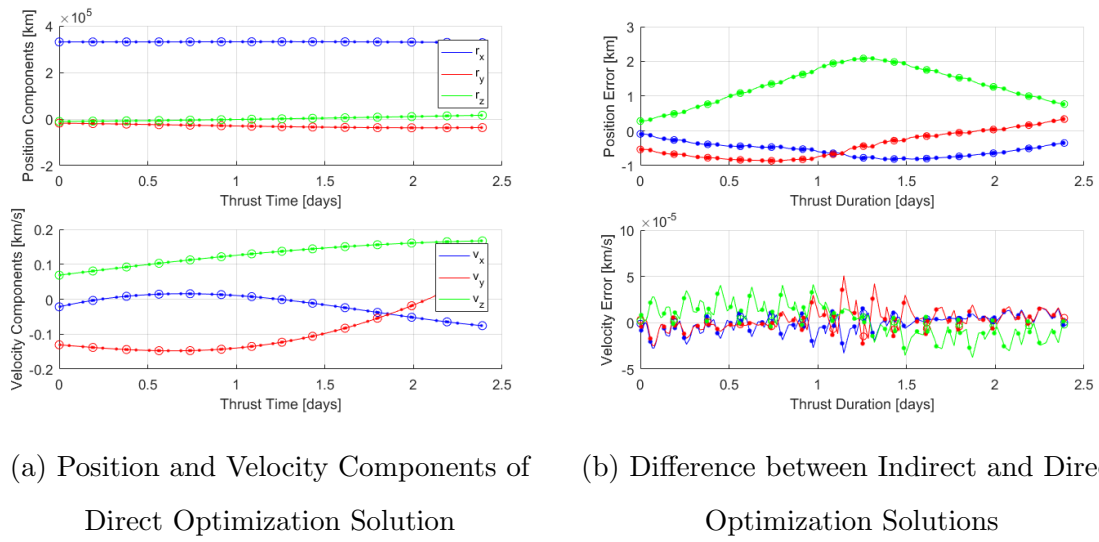 × 10^5
4
2
0
-2
Position Components [km]
r_x
r_y
r_z
0 0.5 1 1.5 2 2.5
Thrust Time [days]
0.2
0.1
0
-0.1
-0.2
Velocity Components [km/s]
v_x
v_y
v_z
0 0.5 1 1.5 2 2.5
Thrust Time [days]
(a) Position and Velocity Components of
Direct Optimization Solution
3
2
1
0
-1
Position Error [km]
0 0.5 1 1.5 2 2.5
Thrust Duration [days]
×10^-5
10
5
0
-5
Velocity Error [km/s]
0 0.5 1 1.5 2 2.5
Thrust Duration [days]
(b) Difference between Indirect and Dire
Optimization Solutions